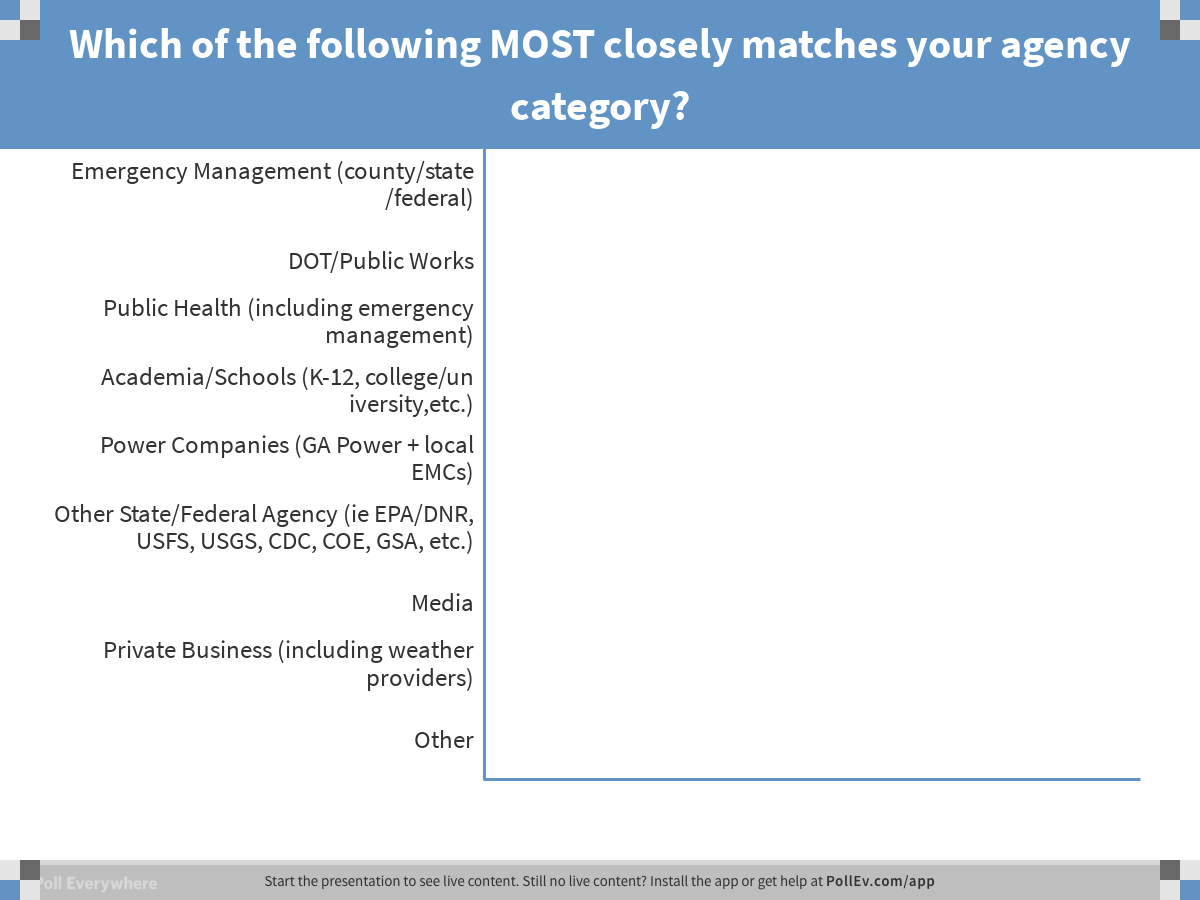 Which of the following MOST closely matches your agency
category?
Emergency Management (county/state
/federal)
DOT/Public Works
Public Health (including emergency
management)
Academia/Schools (K-12, college/un
iversity,etc.)
Power Companies (GA Power + local
EMCs)
Other State/Federal Agency (ie EPA/DNR,
USFS, USGS, CDC, COE, GSA, etc.)
Media
Private Business (including weather
providers)
Other
Poll Everywhere
Start the presentation to see live content. Still no live content? Install the app or get help at PollEv.com/app